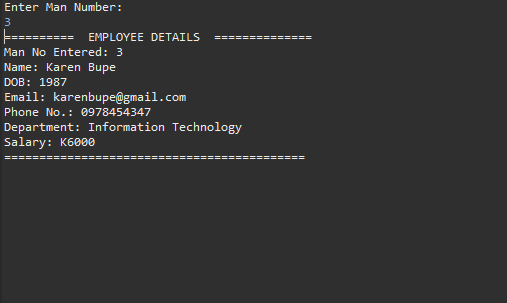 Enter Man Number:
3
==========  EMPLOYEE DETAILS  ==============
Man No Entered: 3
Name: Karen Bupe
DOB: 1987
Email: karenbupe@gmail.com
Phone No.: 0978454347
Department: Information Technology
Salary: K6000
===========================================